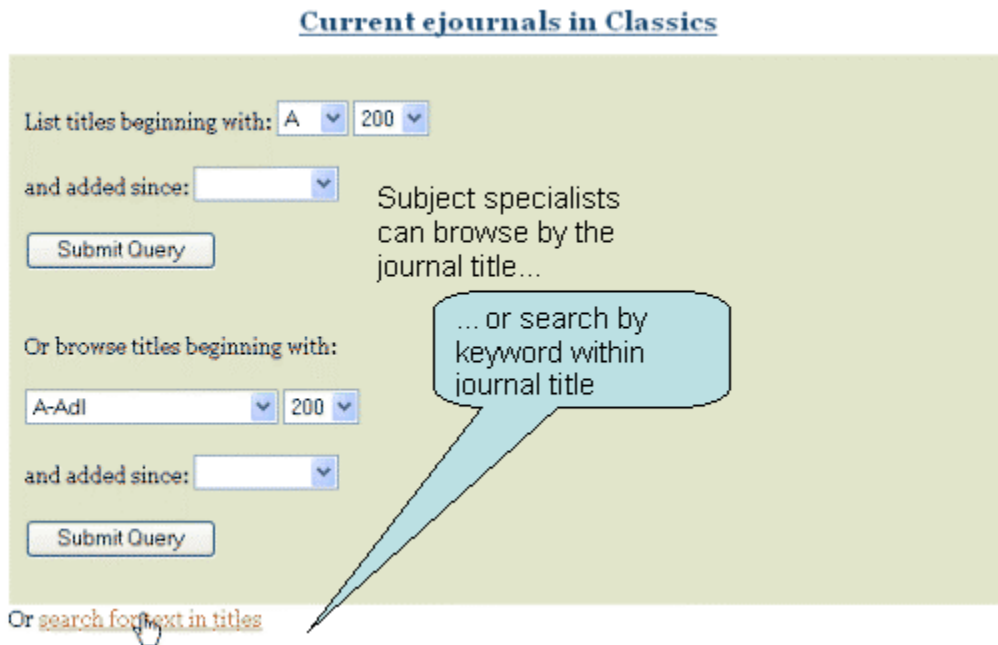 Current ejournals in Classics
List titles beginning with: A 200
and added since:
Subject specialists
can browse by the
journal title...
Submit Query
... or search by
keyword within
journal title
Or browse titles beginning with:
A-Adl 200
and added since:
Submit Query
Or search for text in titles